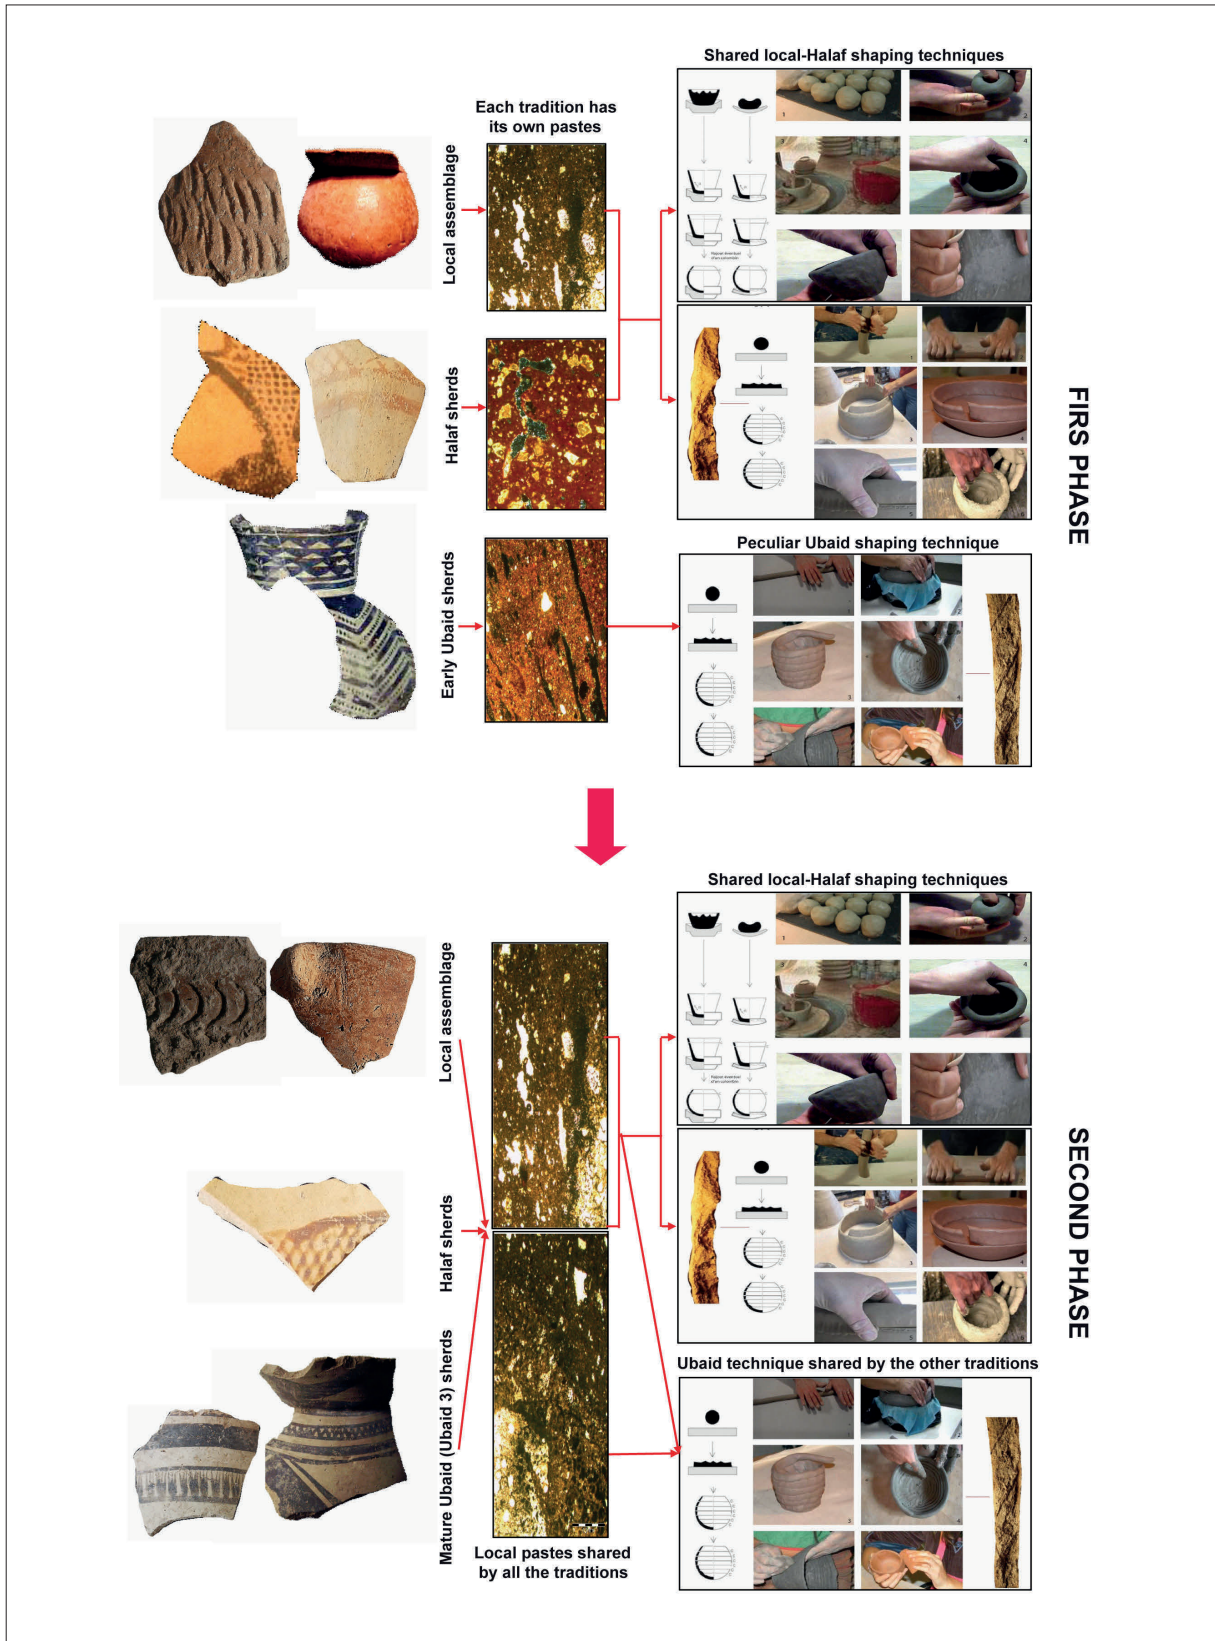 Shared local-Halaf shaping techniques
Each tradition has
its own pastes
Local assemblage
Halaf sherds
Early Ubaid sherds
Peculiar Ubaid shaping technique
FIRS PHASE
Shared local-Halaf shaping techniques
Local assemblage
Halaf sherds
Mature Ubaid (Ubaid 3) sherds
Local pastes shared
by all the traditions
Ubaid technique shared by the other traditions
SECOND PHASE